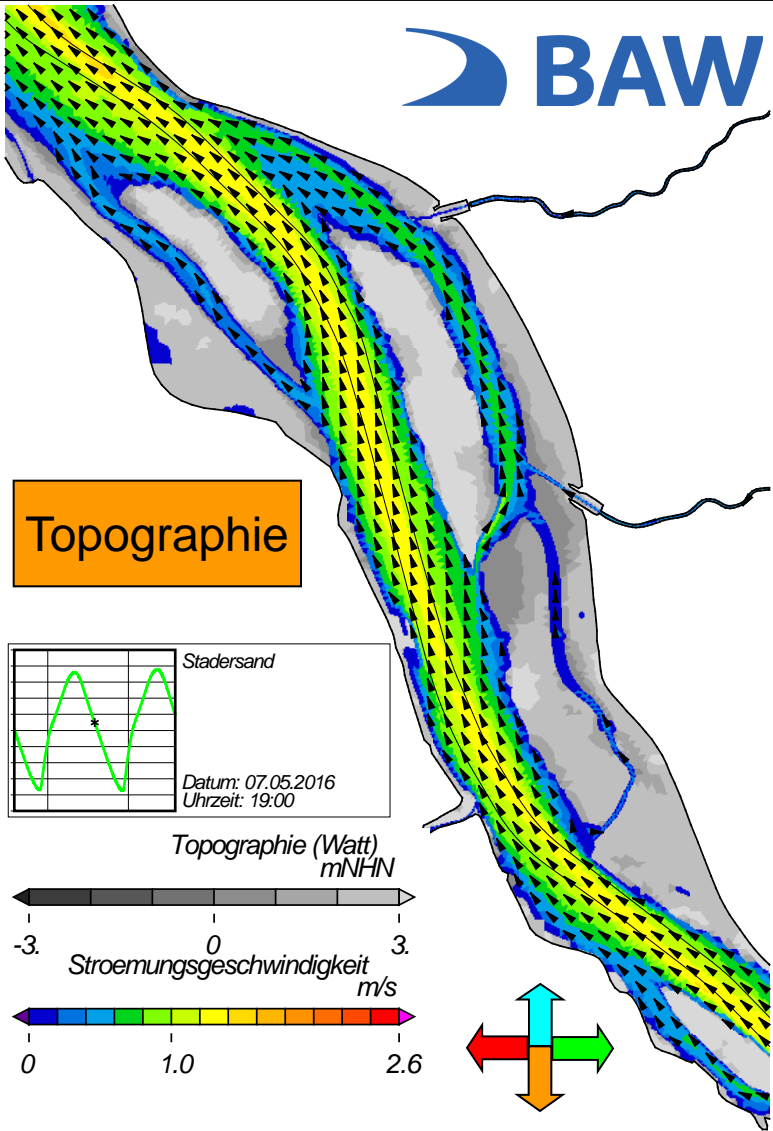 BAW
Topographie
Stadersand
*
Datum: 07.05.2016
Uhrzeit: 19:00
Topographie (Watt)
mNHN
-3. 0 3.
Stroemungsgeschwindigkeit
m/s
0 1.0 2.6